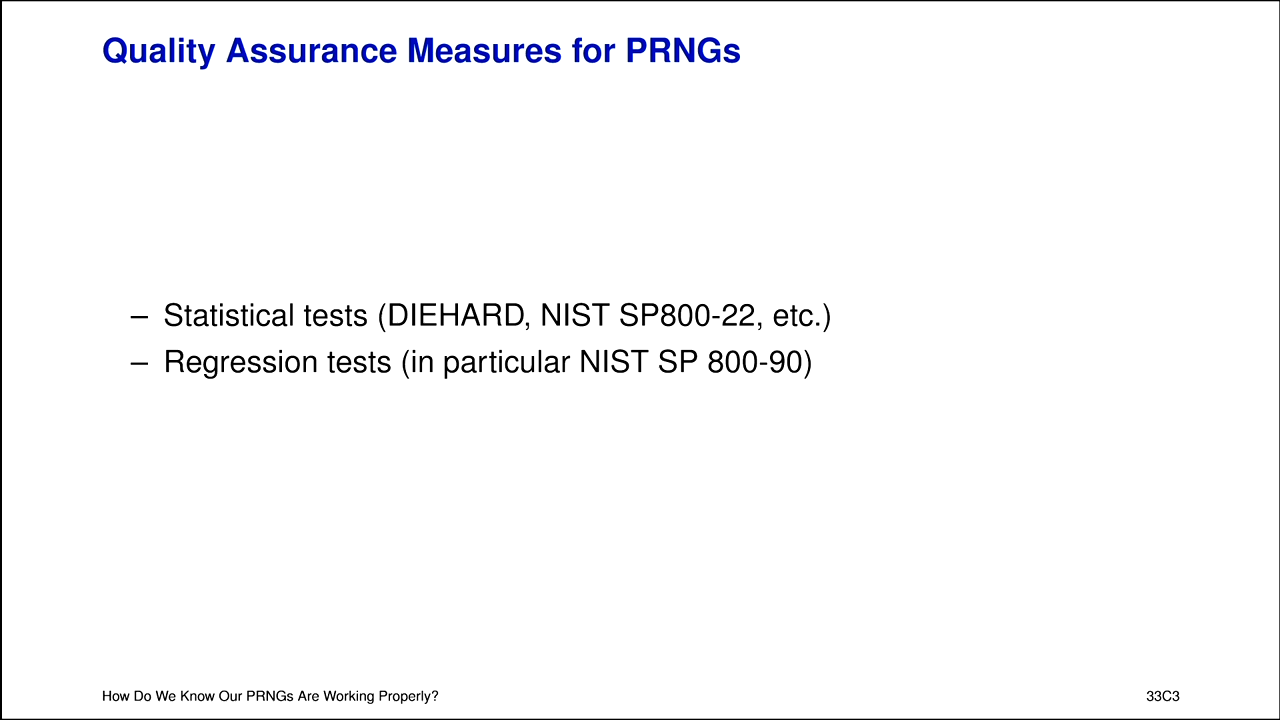 Quality Assurance Measures for PRNGs
– Statistical tests (DIEHARD, NIST SP800-22, etc.)
– Regression tests (in particular NIST SP 800-90)
How Do We Know Our PRNGs Are Working Properly?
33C3